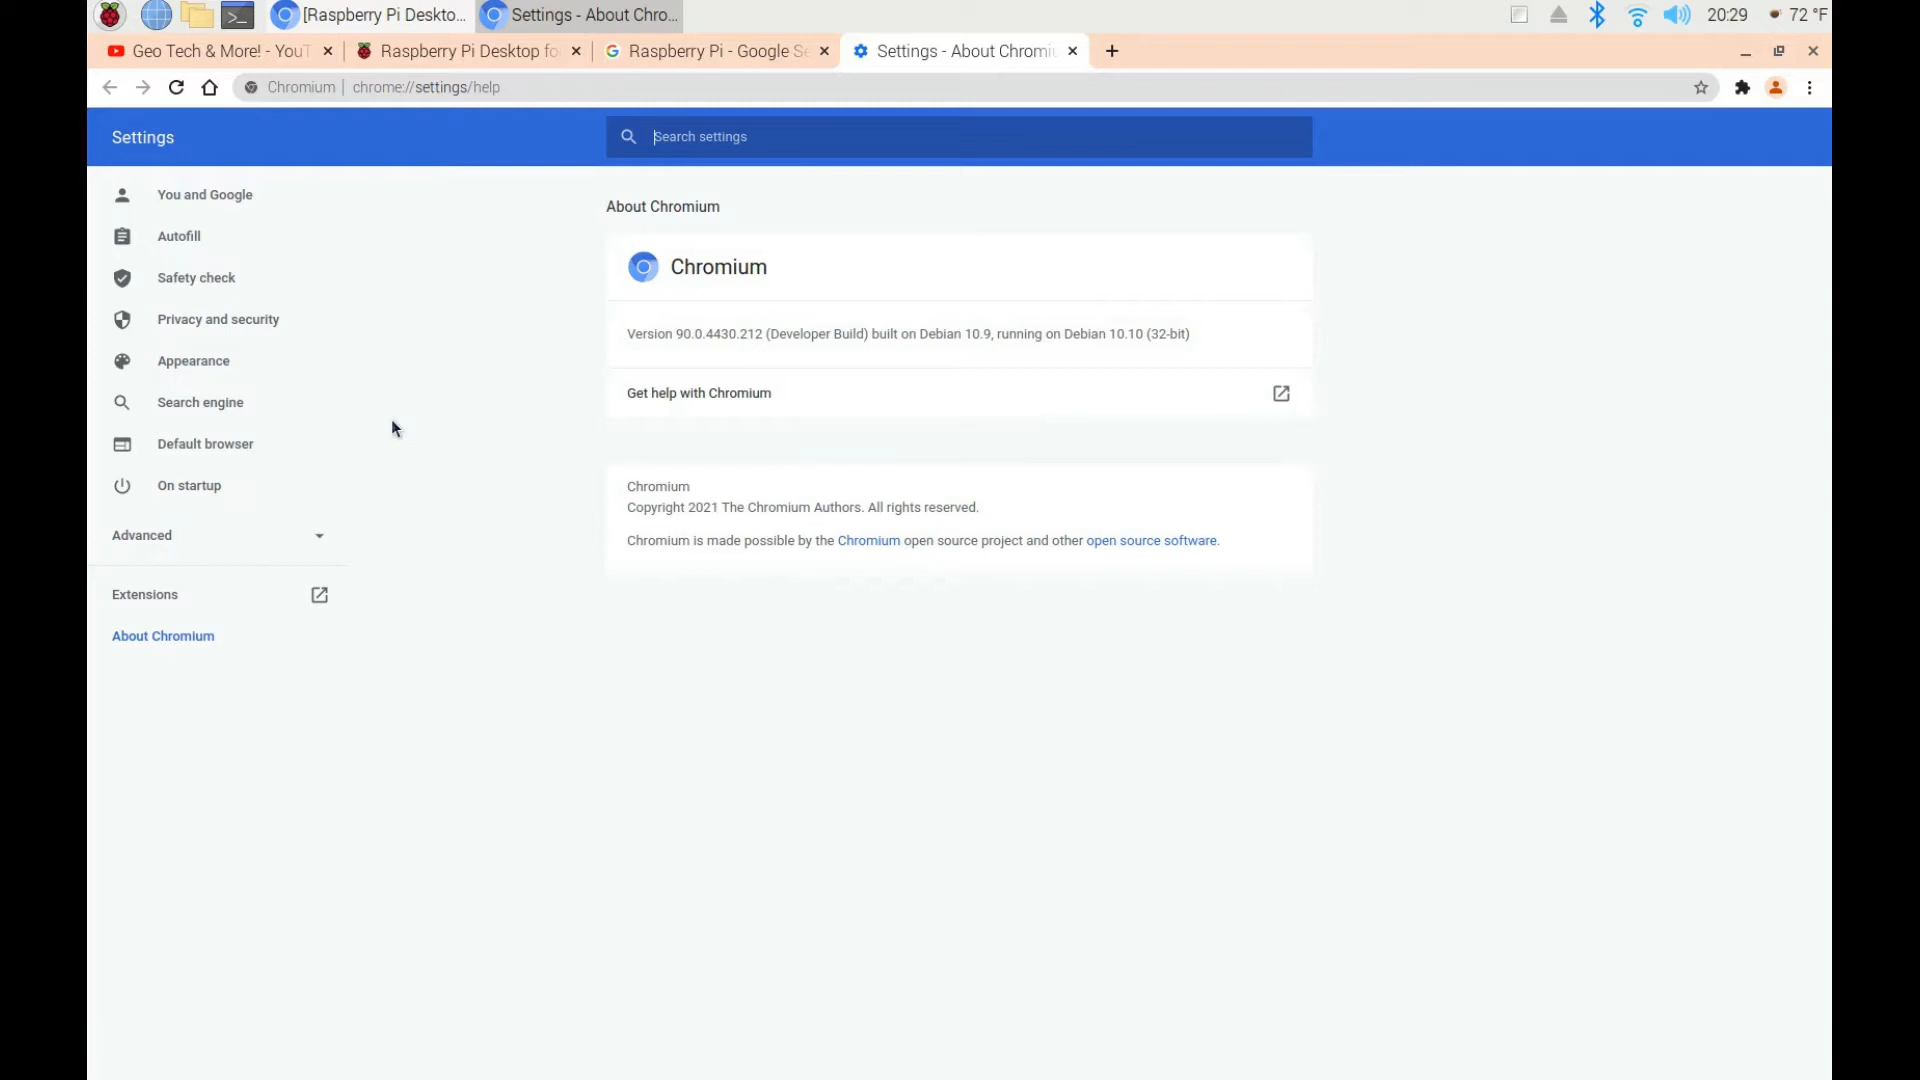 [Raspberry Pi Deskto...
Settings - About Chro...
20:29
72 °F
Geo Tech & More! - YouT
Raspberry Pi Desktop fo
Raspberry Pi - Google Se
Settings - About Chromiu
Chromium | chrome://settings/help
Settings
Search settings
You and Google
Autofill
Safety check
Privacy and security
Appearance
Search engine
Default browser
On startup
Advanced
Extensions
About Chromium
About Chromium
Chromium
Version 90.0.4430.212 (Developer Build) built on Debian 10.9, running on Debian 10.10 (32-bit)
Get help with Chromium
Chromium
Copyright 2021 The Chromium Authors. All rights reserved.
Chromium is made possible by the Chromium open source project and other open source software.